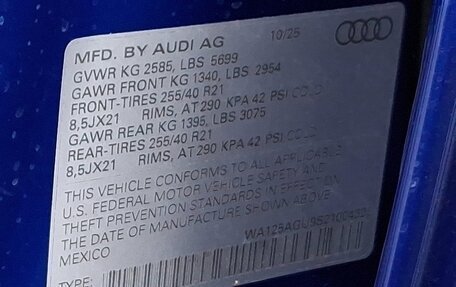 MFD. BY AUDI AG 10/25
GVWR KG 2585, LBS 5699
GAWR FRONT KG 1340, LBS 2954
FRONT-TIRES 255/40 R21
8,5JX21 RIMS, AT 290 KPA 42 PSI COLD
GAWR REAR KG 1395, LBS 3075
REAR-TIRES 255/40 R21
8,5JX21 RIMS, AT 290 KPA 42 PSI COLD
THIS VEHICLE CONFORMS TO ALL APPLICABLE
U.S. FEDERAL MOTOR VEHICLE SAFETY AND
THEFT PREVENTION STANDARDS IN EFFECT ON
DATE OF MANUFACTURE SHOWN ABOVE.
MEXICO
TYPE: